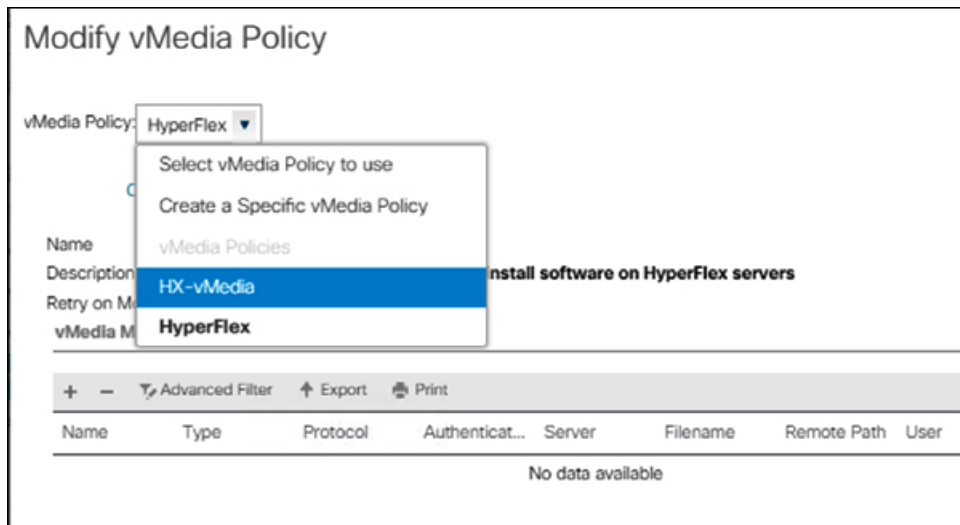 Modify vMedia Policy
vMedia Policy: HyperFlex
Select vMedia Policy to use
Create a Specific vMedia Policy
Name
vMedia Policies
Description
nstall software on HyperFlex servers
HX-vMedia
Retry on M
HyperFlex
vMedia M
+ − Advanced Filter Export Print
Name Type Protocol Authenticat... Server Filename Remote Path User
No data available